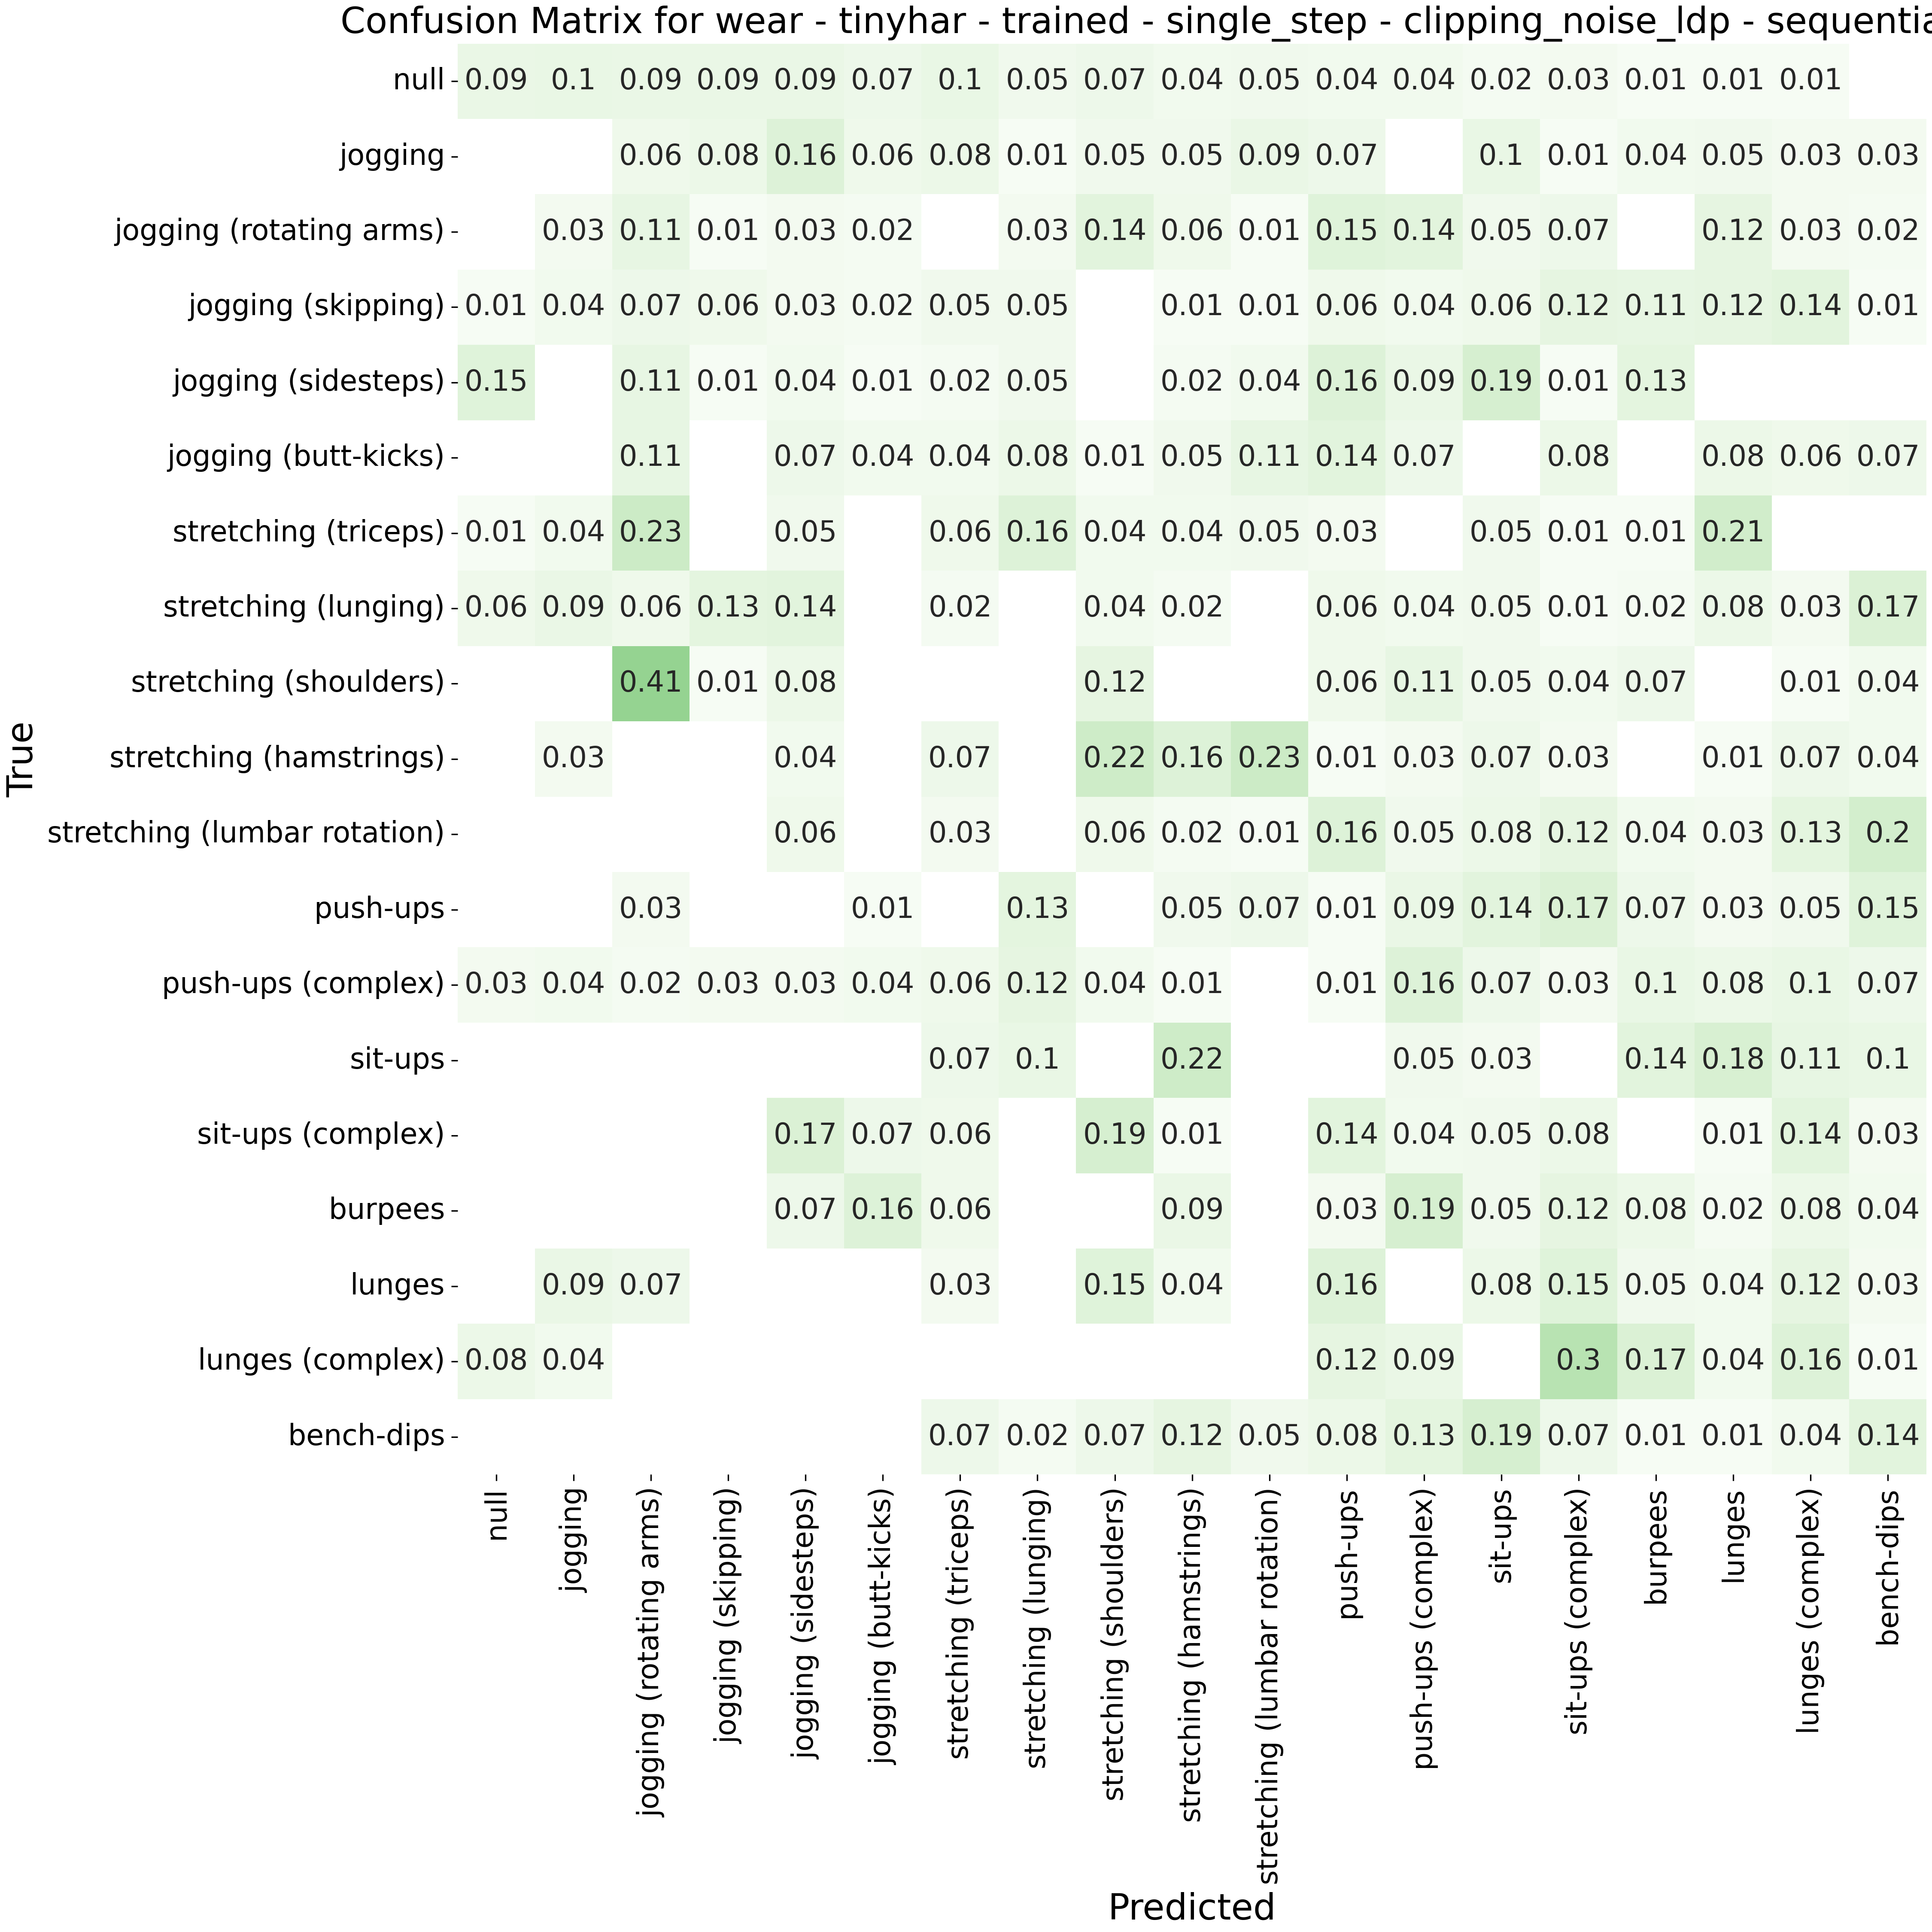 Confusion Matrix for wear - tinyhar - trained - single_step - clipping_noise_ldp - sequentia
null 0.09 0.1 0.09 0.09 0.09 0.07 0.1 0.05 0.07 0.04 0.05 0.04 0.04 0.02 0.03 0.01 0.01 0.01
jogging 0.06 0.08 0.16 0.06 0.08 0.01 0.05 0.05 0.09 0.07 0.1 0.01 0.04 0.05 0.03 0.03
jogging (rotating arms) 0.03 0.11 0.01 0.03 0.02 0.03 0.14 0.06 0.01 0.15 0.14 0.05 0.07 0.12 0.03 0.02
jogging (skipping) 0.01 0.04 0.07 0.06 0.03 0.02 0.05 0.05 0.01 0.01 0.06 0.04 0.06 0.12 0.11 0.12 0.14 0.01
jogging (sidesteps) 0.15 0.11 0.01 0.04 0.01 0.02 0.05 0.02 0.04 0.16 0.09 0.19 0.01 0.13
jogging (butt-kicks) 0.11 0.07 0.04 0.04 0.08 0.01 0.05 0.11 0.14 0.07 0.08 0.08 0.06 0.07
stretching (triceps) 0.01 0.04 0.23 0.05 0.06 0.16 0.04 0.04 0.05 0.03 0.05 0.01 0.01 0.21
stretching (lunging) 0.06 0.09 0.06 0.13 0.14 0.02 0.04 0.02 0.06 0.04 0.05 0.01 0.02 0.08 0.03 0.17
stretching (shoulders) 0.41 0.01 0.08 0.12 0.06 0.11 0.05 0.04 0.07 0.01 0.04
stretching (hamstrings) 0.03 0.04 0.07 0.22 0.16 0.23 0.01 0.03 0.07 0.03 0.01 0.07 0.04
stretching (lumbar rotation) 0.06 0.03 0.06 0.02 0.01 0.16 0.05 0.08 0.12 0.04 0.03 0.13 0.2
push-ups 0.03 0.01 0.13 0.05 0.07 0.01 0.09 0.14 0.17 0.07 0.03 0.05 0.15
push-ups (complex) 0.03 0.04 0.02 0.03 0.03 0.04 0.06 0.12 0.04 0.01 0.01 0.16 0.07 0.03 0.1 0.08 0.1 0.07
sit-ups 0.07 0.1 0.22 0.05 0.03 0.14 0.18 0.11 0.1
sit-ups (complex) 0.17 0.07 0.06 0.19 0.01 0.14 0.04 0.05 0.08 0.01 0.14 0.03
burpees 0.07 0.16 0.06 0.09 0.03 0.19 0.05 0.12 0.08 0.02 0.08 0.04
lunges 0.09 0.07 0.03 0.15 0.04 0.16 0.08 0.15 0.05 0.04 0.12 0.03
lunges (complex) 0.08 0.04 0.12 0.09 0.3 0.17 0.04 0.16 0.01
bench-dips 0.07 0.02 0.07 0.12 0.05 0.08 0.13 0.19 0.07 0.01 0.01 0.04 0.14
True
null
jogging
jogging (rotating arms)
jogging (skipping)
jogging (sidesteps)
jogging (butt-kicks)
stretching (triceps)
stretching (lunging)
stretching (shoulders)
stretching (hamstrings)
stretching (lumbar rotation)
push-ups
push-ups (complex)
sit-ups
sit-ups (complex)
burpees
lunges
lunges (complex)
bench-dips
Predicted